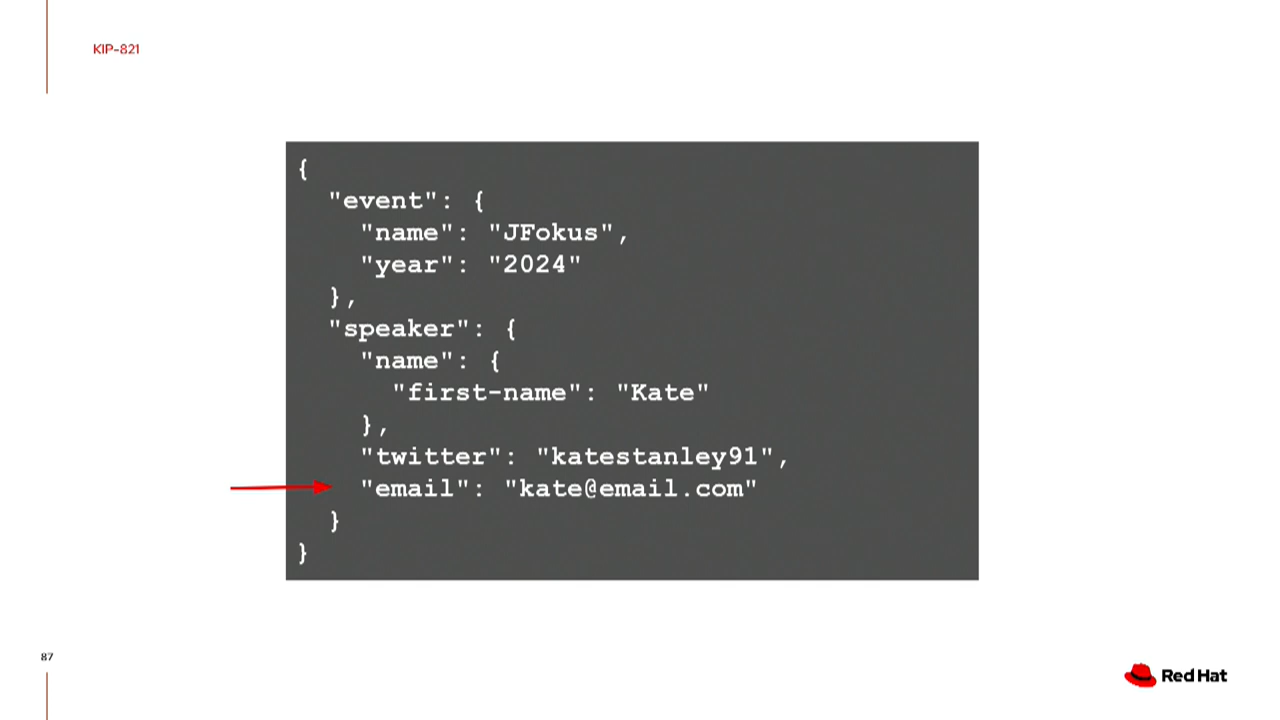 KIP-821
{
  "event": {
    "name": "JFokus",
    "year": "2024"
  },
  "speaker": {
    "name": {
      "first-name": "Kate"
    },
    "twitter": "katestanley91",
    "email": "kate@email.com"
  }
}
87
Red Hat